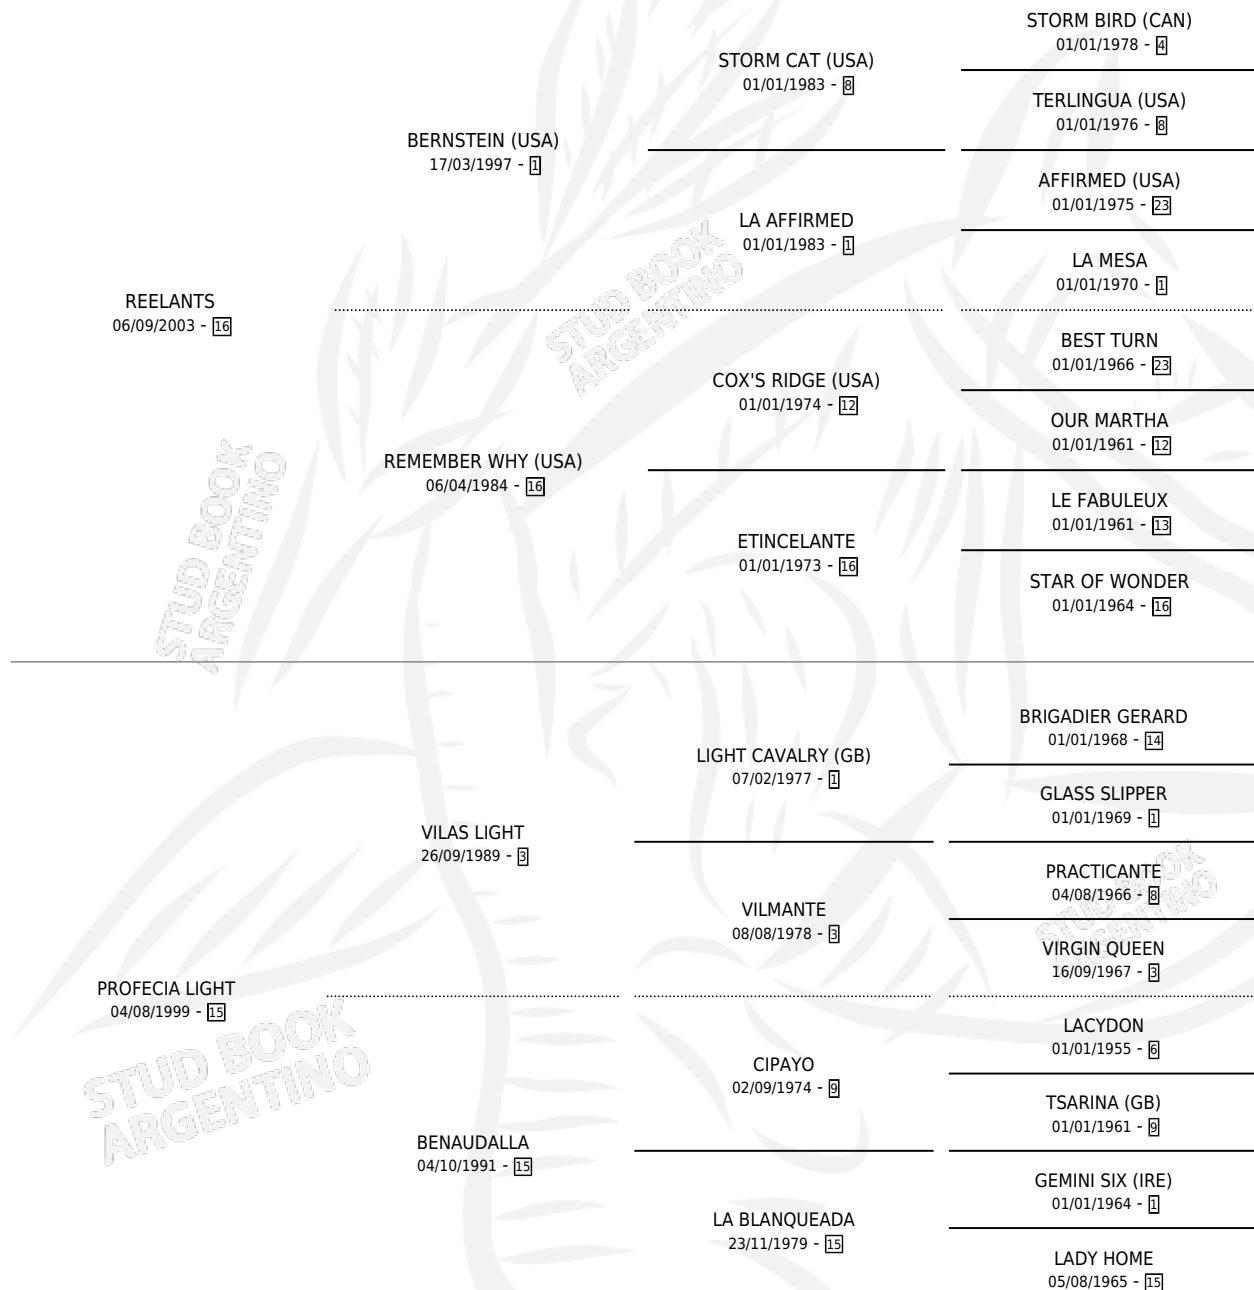 STORM BIRD (CAN)
01/01/1978 - 4
STORM CAT (USA)
01/01/1983 - 8
TERLINGUA (USA)
01/01/1976 - 8
BERNSTEIN (USA)
17/03/1997 - 1
AFFIRMED (USA)
01/01/1975 - 23
LA AFFIRMED
01/01/1983 - 1
LA MESA
01/01/1970 - 1
REELANTS
06/09/2003 - 16
BEST TURN
01/01/1966 - 23
COX'S RIDGE (USA)
01/01/1974 - 12
OUR MARTHA
01/01/1961 - 12
REMEMBER WHY (USA)
06/04/1984 - 16
LE FABULEUX
01/01/1961 - 13
ETINCELANTE
01/01/1973 - 16
STAR OF WONDER
01/01/1964 - 16
BRIGADIER GERARD
01/01/1968 - 14
LIGHT CAVALRY (GB)
07/02/1977 - 1
GLASS SLIPPER
01/01/1969 - 1
VILAS LIGHT
26/09/1989 - 3
PRACTICANTE
04/08/1966 - 8
VILMANTE
08/08/1978 - 3
VIRGIN QUEEN
16/09/1967 - 3
PROFECIA LIGHT
04/08/1999 - 15
LACYDON
01/01/1955 - 6
CIPAYO
02/09/1974 - 9
TSARINA (GB)
01/01/1961 - 9
BENAUDALLA
04/10/1991 - 15
GEMINI SIX (IRE)
01/01/1964 - 1
LA BLANQUEADA
23/11/1979 - 15
LADY HOME
05/08/1965 - 15
STUD BOOK
ARGENTINO
STUD BOOK
ARGENTINO
STUD BOOK
ARGENTINO
STUD BOOK
ARGENTINO